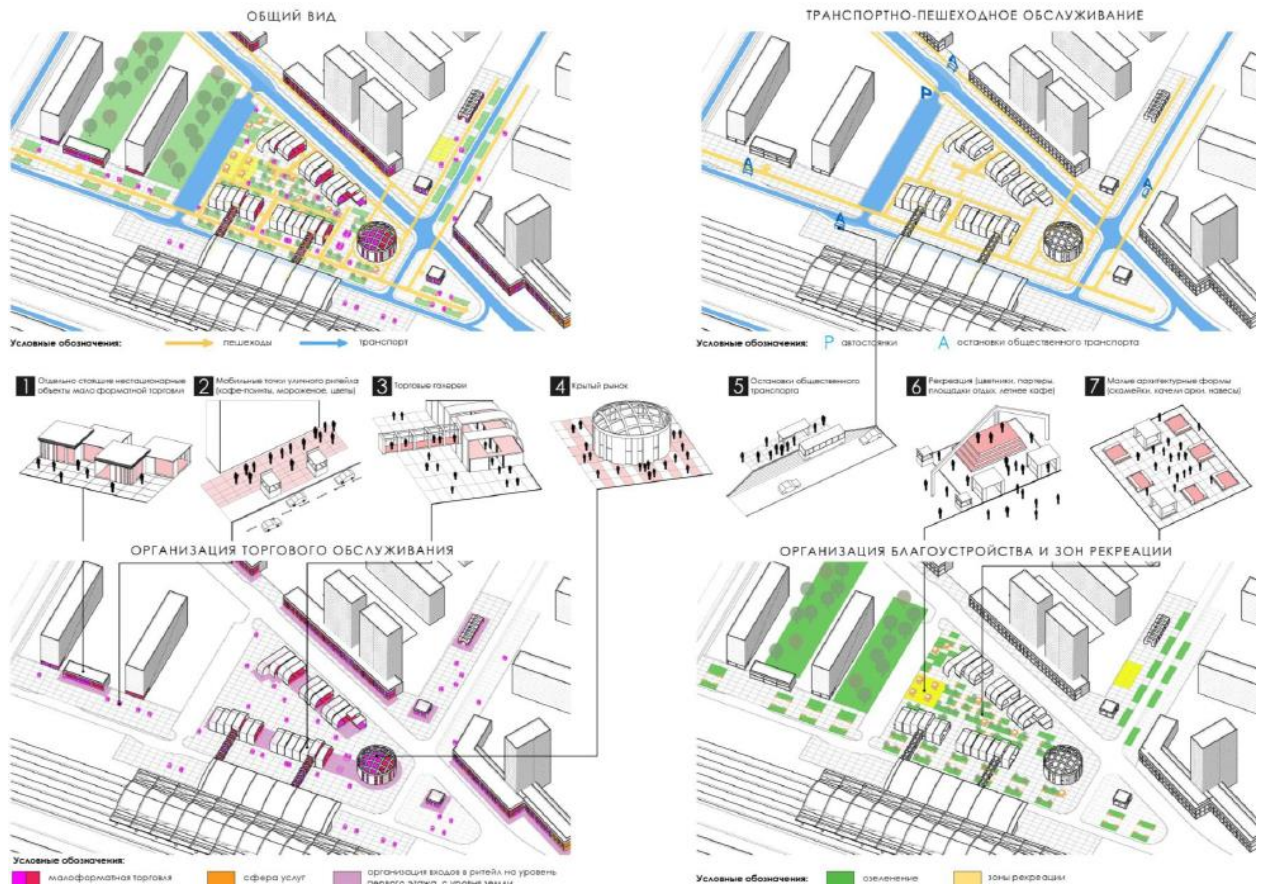 ОБЩИЙ ВИД
ТРАНСПОРТНО-ПЕШЕХОДНОЕ ОБСЛУЖИВАНИЕ
P
А
А
А
А
Условные обозначения: пешеходы транспорт
Условные обозначения: P автостоянки А остановки общественного транспорта
1 Отдельно стоящие нестационарные
объекты мало форматной торговли
2 Мобильные точки уличного ритейла
(кофе-поинты, мороженое, цветы)
3 Торговые галереи
4 Крытый рынок
5 Остановки общественного
транспорта
6 Рекреация (цветники, партеры,
площадки отдых, летнее кафе)
7 Малые архитектурные формы
(скамейки, качели арки, навесы)
ОРГАНИЗАЦИЯ ТОРГОВОГО ОБСЛУЖИВАНИЯ
ОРГАНИЗАЦИЯ БЛАГОУСТРОЙСТВА И ЗОН РЕКРЕАЦИИ
Условные обозначения:
малоформатная торговля сфера услуг организация входов в ритейл на уровень
первого этажа с уровня земли
Условные обозначения: озеленение зоны рекреации